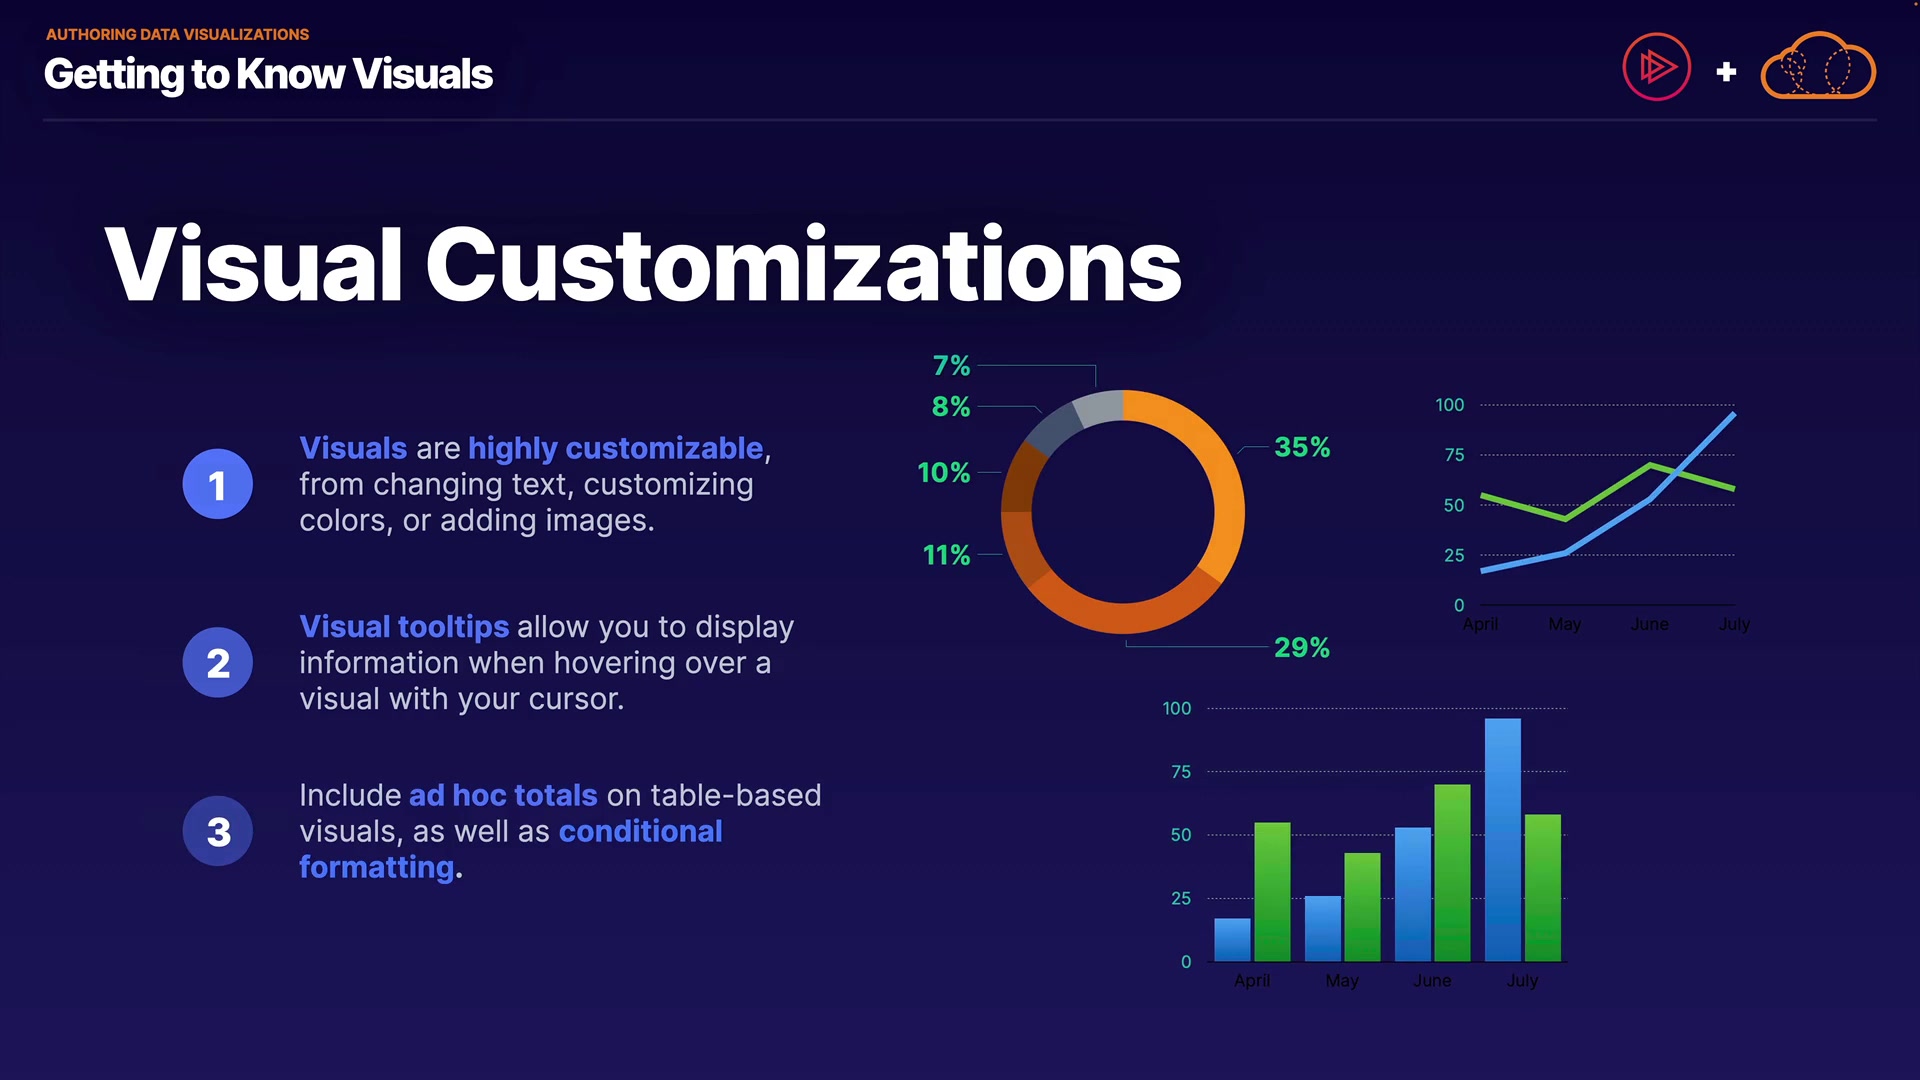 AUTHORING DATA VISUALIZATIONS
Getting to Know Visuals
+
Visual Customizations
1
Visuals are highly customizable,
from changing text, customizing
colors, or adding images.
2
Visual tooltips allow you to display
information when hovering over a
visual with your cursor.
3
Include ad hoc totals on table-based
visuals, as well as conditional
formatting.
7%
8%
10%
11%
35%
29%
100
75
50
25
0
April May June July
100
75
50
25
0
April May June July